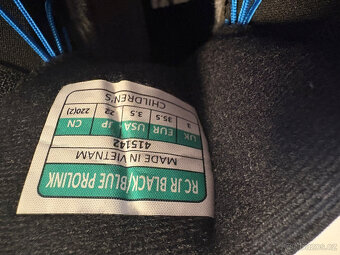 RC JR BLACK/BLUE PROLINK
MADE IN VIETNAM
415142
UK EUR USA JP CN
3 35.5 3.5 22 220(2)
CHILDREN'S